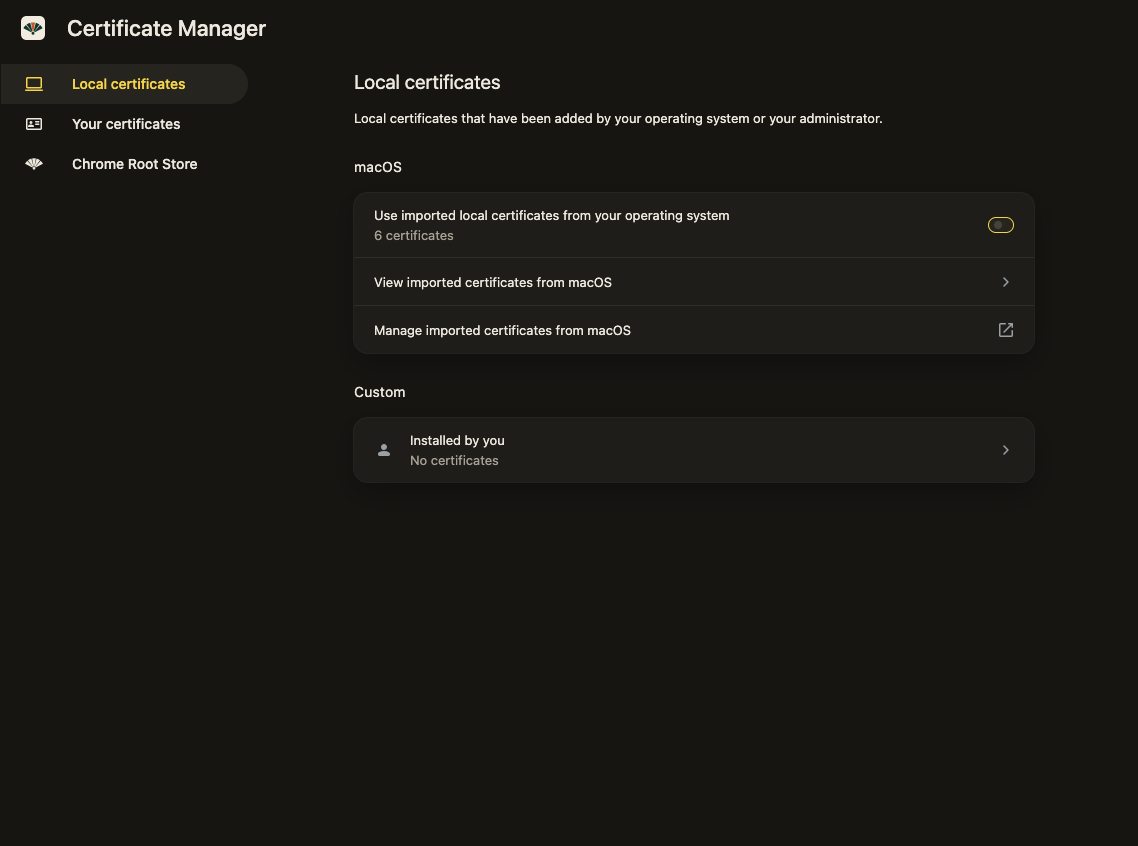 Certificate Manager
Local certificates
Your certificates
Chrome Root Store
Local certificates
Local certificates that have been added by your operating system or your administrator.
macOS
Use imported local certificates from your operating system
6 certificates
View imported certificates from macOS
Manage imported certificates from macOS
Custom
Installed by you
No certificates